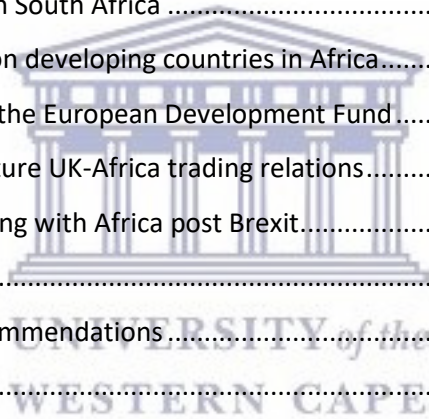 n South Africa ........................................
on developing countries in Africa......
the European Development Fund.....
ture UK-Africa trading relations.........
ng with Africa post Brexit...................
.............................................................
mmendations ......................................
UNIVERSITY of the
.............................................................
WESTERN CAPE